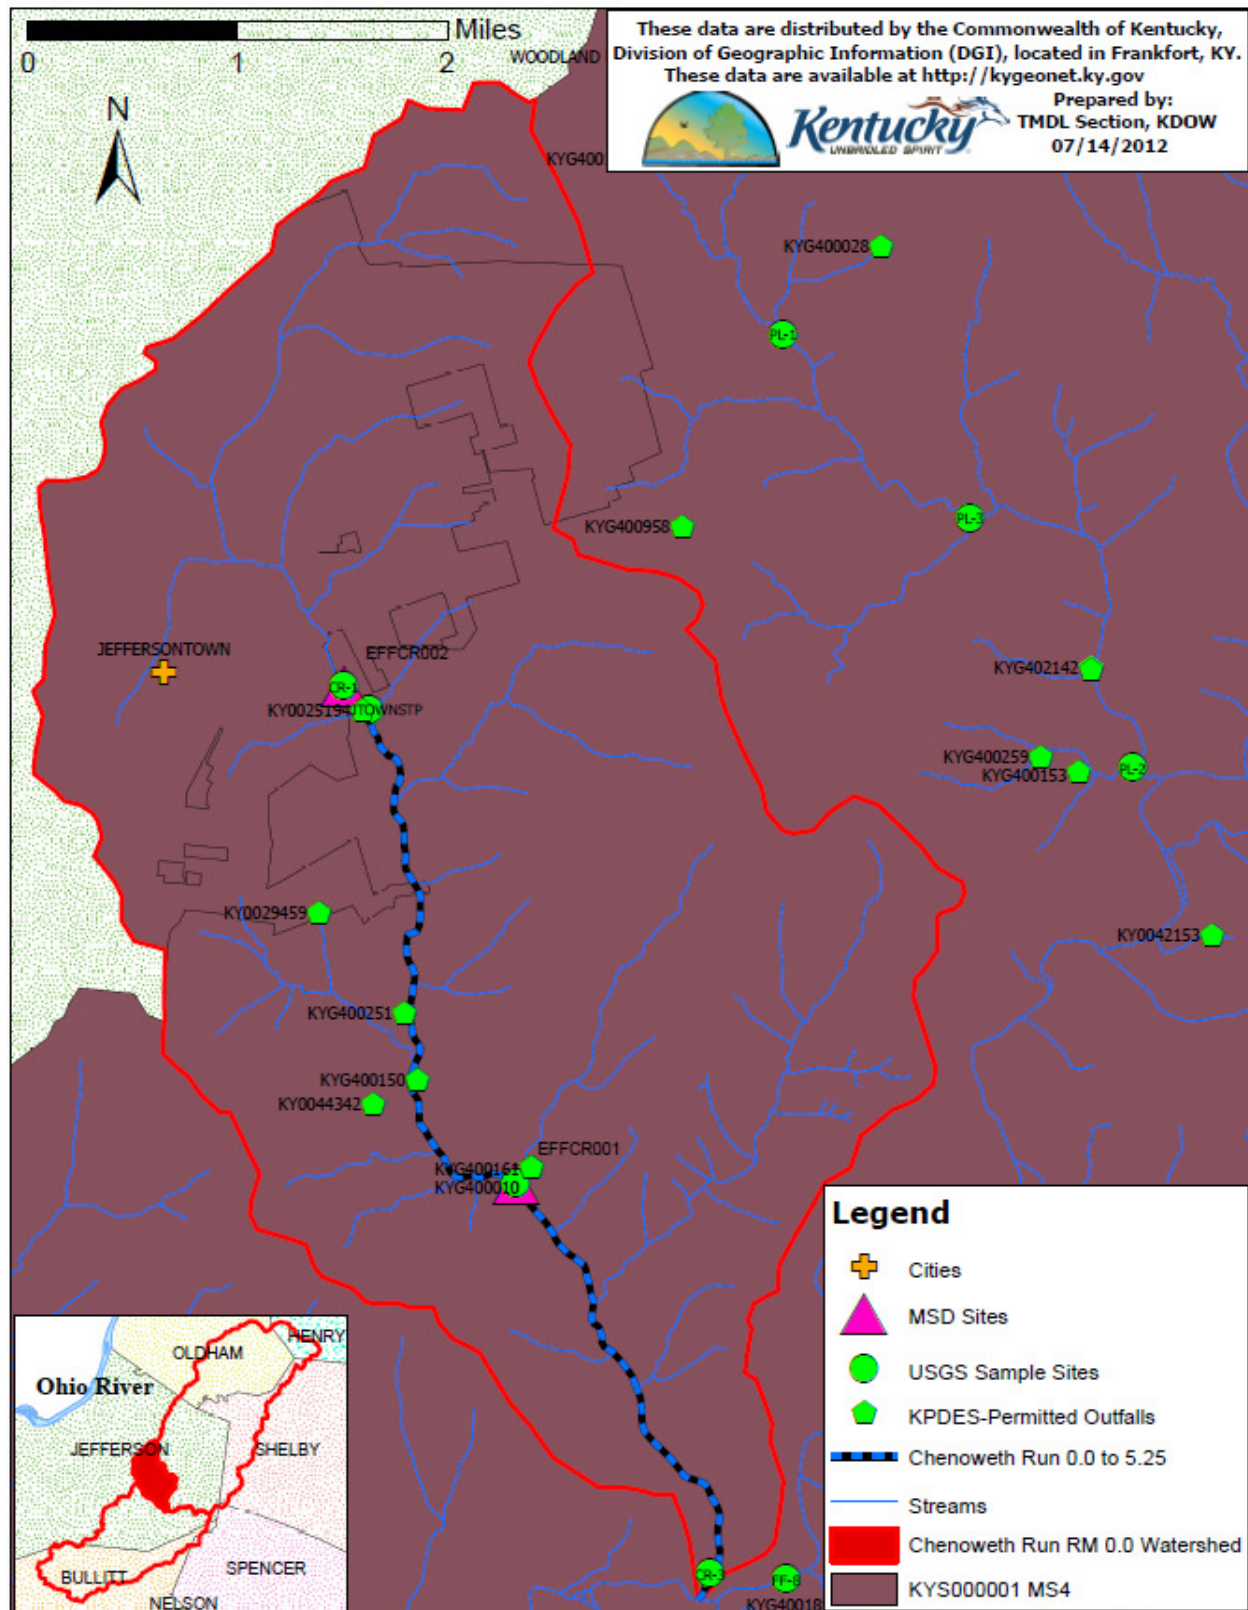 Miles
0 1 2
WOODLAND
These data are distributed by the Commonwealth of Kentucky,
Division of Geographic Information (DGI), located in Frankfort, KY.
These data are available at http://kygeonet.ky.gov
Prepared by:
TMDL Section, KDOW
07/14/2012
Kentucky
UNBRIDLED SPIRIT
N
KYG400
KYG400028
PL-1
KYG400958
PL-3
JEFFERSONTOWN
EFFCR002
CR-1
KY0025194
JTOWNSTP
KYG402142
KYG400259
KYG400153
PL-2
KY0029459
KY0042153
KYG400251
KYG400150
KY0044342
EFFCR001
KYG400161
KYG400010
CR-3
FF-8
KYG40018
Legend
Cities
MSD Sites
USGS Sample Sites
KPDES-Permitted Outfalls
Chenoweth Run 0.0 to 5.25
Streams
Chenoweth Run RM 0.0 Watershed
KYS000001 MS4
HENRY
OLDHAM
Ohio River
JEFFERSON
SHELBY
SPENCER
BULLITT
NELSON